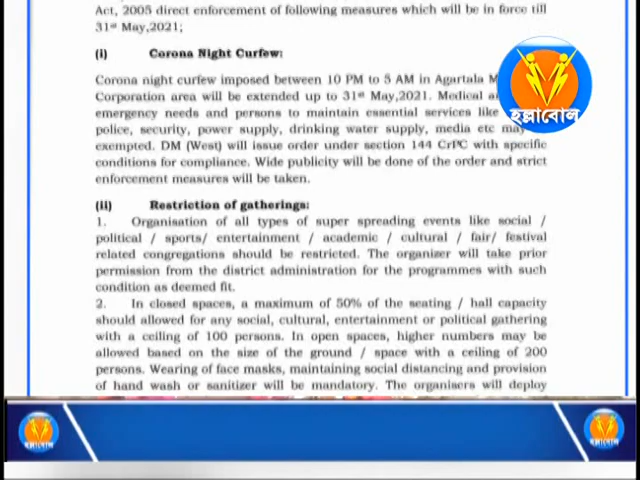 Act, 2005 direct enforcement of following measures which will be in force till
31st May,2021;
(i) Corona Night Curfew:
Corona night curfew imposed between 10 PM to 5 AM in Agartala M
Corporation area will be extended up to 31st May,2021. Medical a
emergency needs and persons to maintain essential services like
police, security, power supply, drinking water supply, media etc may
exempted. DM (West) will issue order under section 144 CrPC with specific
conditions for compliance. Wide publicity will be done of the order and strict
enforcement measures will be taken.
হল্লাবোল
(ii) Restriction of gatherings:
1. Organisation of all types of super spreading events like social /
political / sports/ entertainment / academic / cultural / fair/ festival
related congregations should be restricted. The organizer will take prior
permission from the district administration for the programmes with such
condition as deemed fit.
2. In closed spaces, a maximum of 50% of the seating / hall capacity
should allowed for any social, cultural, entertainment or political gathering
with a ceiling of 100 persons. In open spaces, higher numbers may be
allowed based on the size of the ground / space with a ceiling of 200
persons. Wearing of face masks, maintaining social distancing and provision
of hand wash or sanitizer will be mandatory. The organisers will deploy
হল্লাবোল
হল্লাবোল